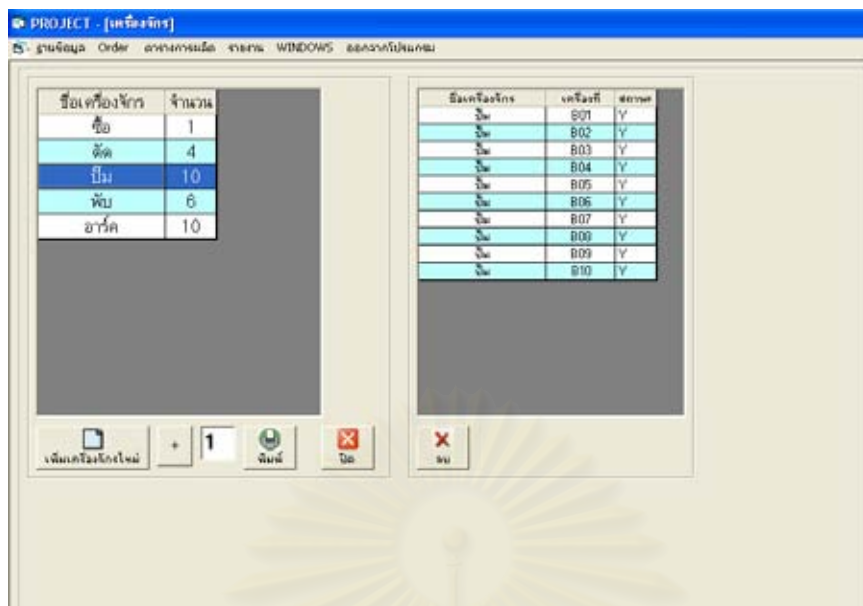 PROJECT - [เครื่องจักร]
ฐานข้อมูล Order ตารางการผลิต รายงาน WINDOWS ออกจากโปรแกรม
ชื่อเครื่องจักร จำนวน
ซื้อ 1
ตัด 4
ปั๊ม 10
พับ 6
อาร์ค 10
เพิ่มเครื่องจักรใหม่ + 1 พิมพ์ ปิด
ชื่อเครื่องจักร เครื่องที่ สถานะ
ปั๊ม B01 Y
ปั๊ม B02 Y
ปั๊ม B03 Y
ปั๊ม B04 Y
ปั๊ม B05 Y
ปั๊ม B06 Y
ปั๊ม B07 Y
ปั๊ม B08 Y
ปั๊ม B09 Y
ปั๊ม B10 Y
ลบ